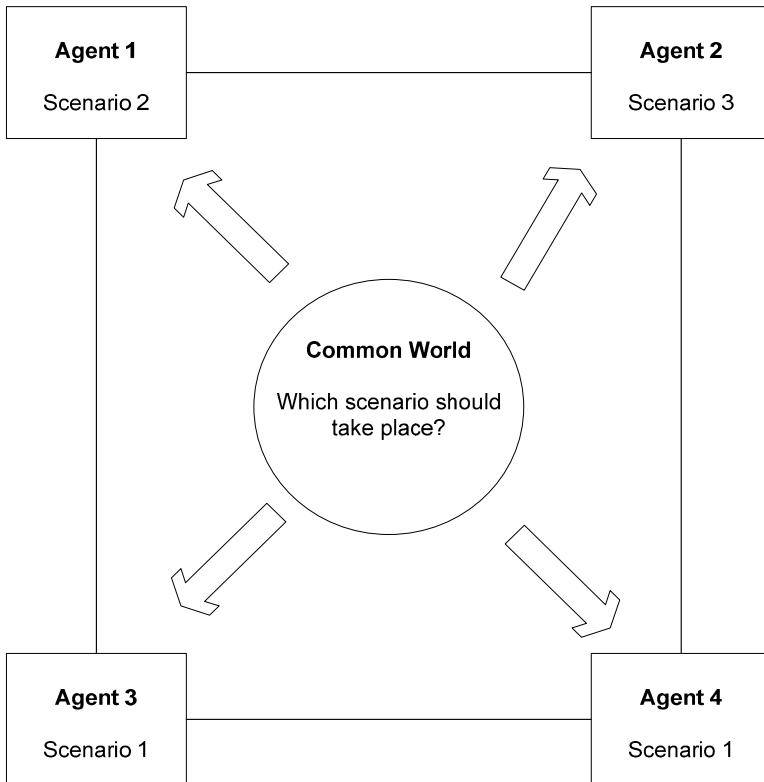 Agent 1
Scenario 2
Agent 2
Scenario 3
Common World
Which scenario should
take place?
Agent 3
Scenario 1
Agent 4
Scenario 1